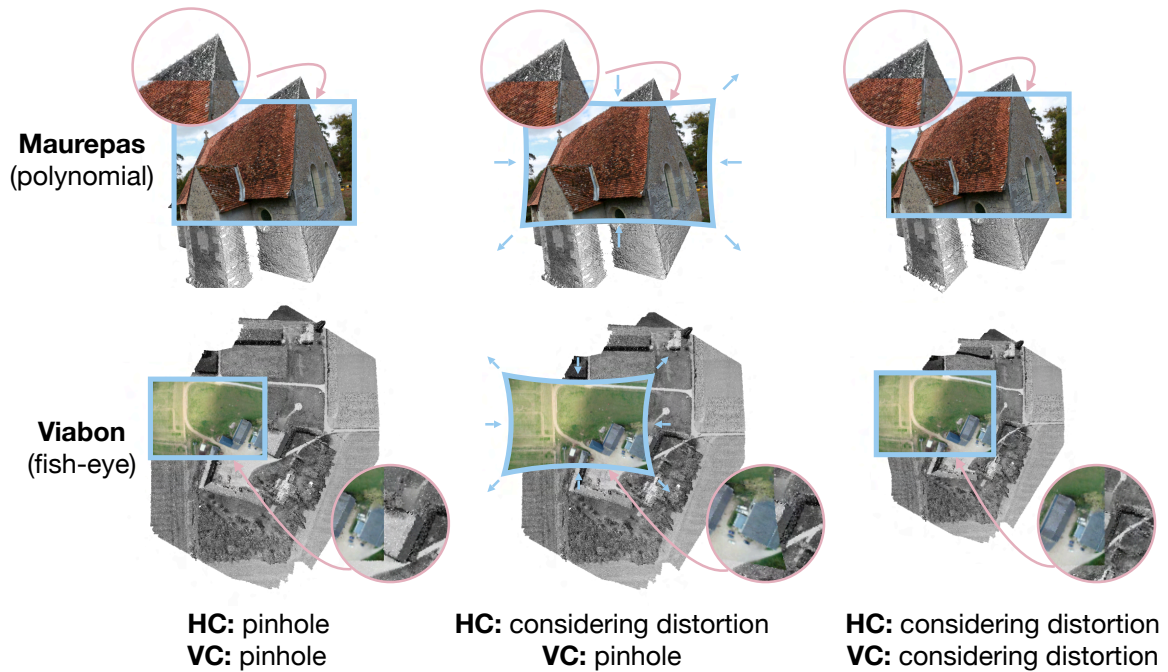 Maurepas
(polynomial)
Viabon
(fish-eye)
HC: pinhole
VC: pinhole
HC: considering distortion
VC: pinhole
HC: considering distortion
VC: considering distortion